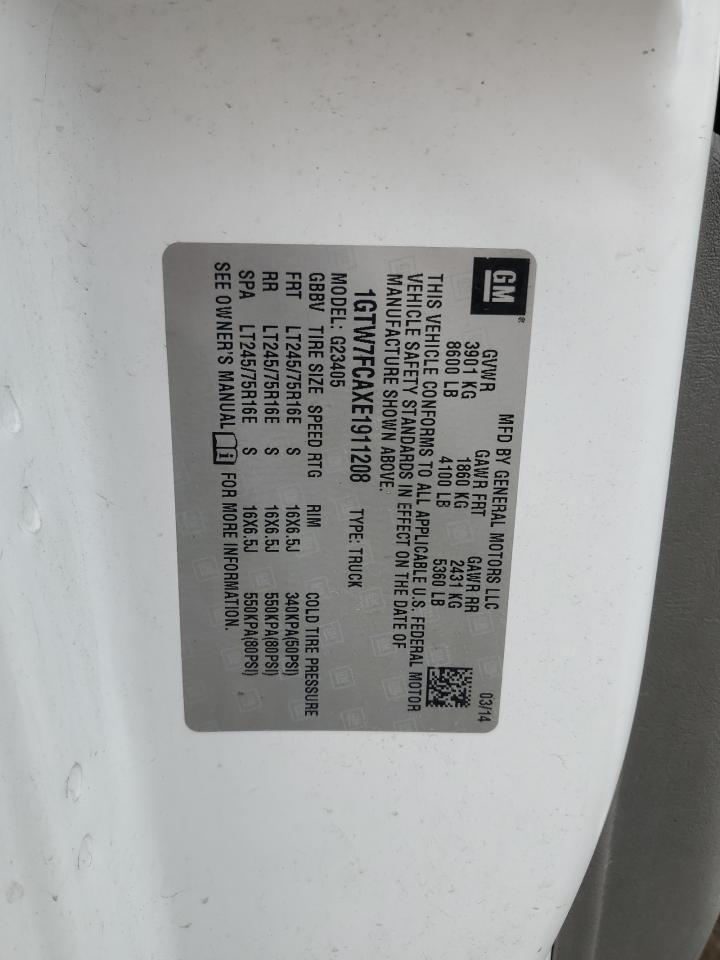 GM®
MFD BY GENERAL MOTORS LLC
03/14
GVWR GAWR FRT GAWR RR
3901 KG 1860 KG 2431 KG
8600 LB 4100 LB 5360 LB
THIS VEHICLE CONFORMS TO ALL APPLICABLE U.S. FEDERAL MOTOR
VEHICLE SAFETY STANDARDS IN EFFECT ON THE DATE OF
MANUFACTURE SHOWN ABOVE.
1GTW7FCAXE1911208 TYPE: TRUCK
MODEL: G23405
GBBV TIRE SIZE SPEED RTG RIM COLD TIRE PRESSURE
FRT LT245/75R16E S 16X6.5J 340KPA(50PSI)
RR LT245/75R16E S 16X6.5J 550KPA(80PSI)
SPA LT245/75R16E S 16X6.5J 550KPA(80PSI)
SEE OWNER'S MANUAL i FOR MORE INFORMATION.